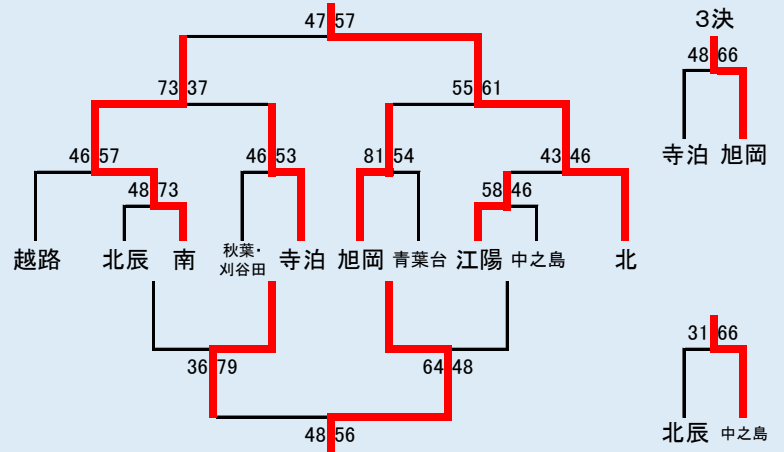 47 57
3決
48 66
73 37
55 61
46 57
46 53
81 54
43 46
寺泊 旭岡
48 73
58 46
越路 北辰 南 秋葉・
刈谷田 寺泊 旭岡 青葉台 江陽 中之島 北
31 66
36 79
64 48
48 56
北辰 中之島